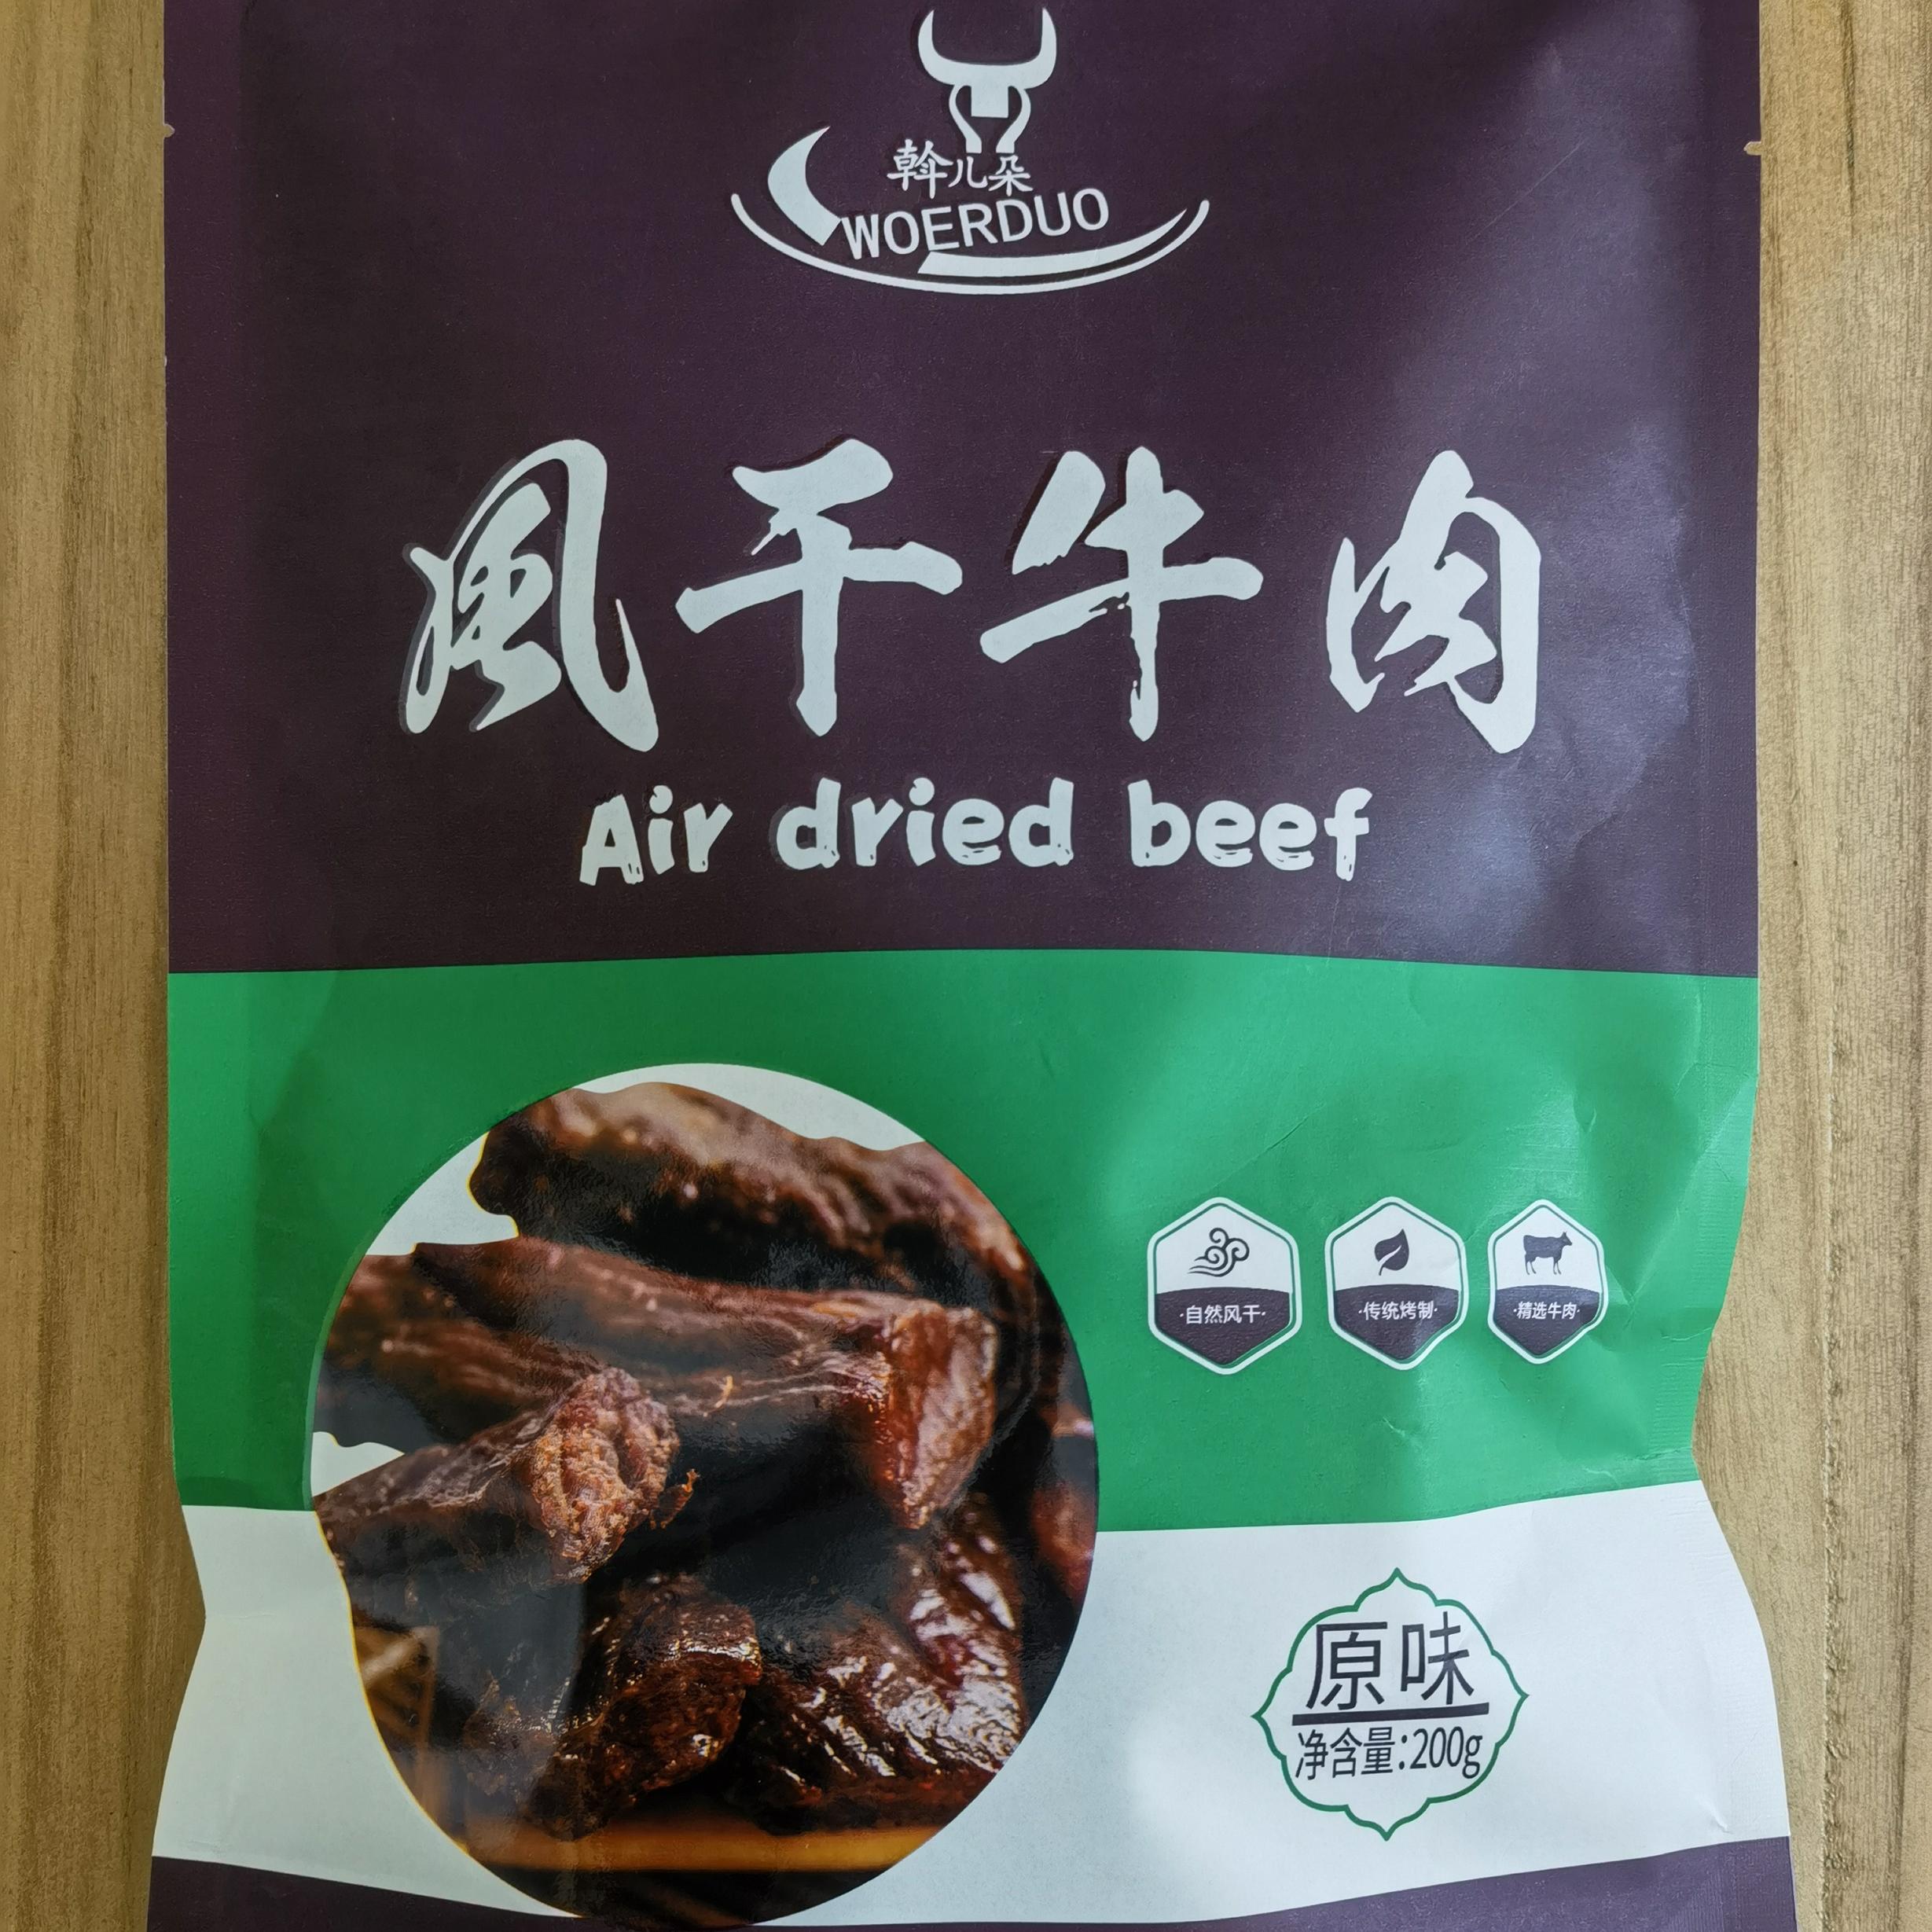 斡儿朵
WOERDUO
風干牛肉
Air dried beef
·自然风干·
·传统烤制·
·精选牛肉·
原味
净含量:200g